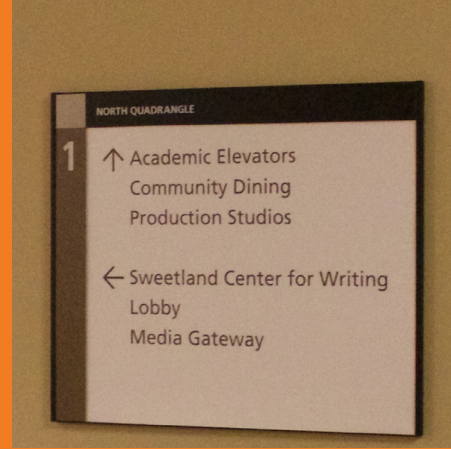 NORTH QUADRANGLE
1
↑ Academic Elevators
Community Dining
Production Studios
← Sweetland Center for Writing
Lobby
Media Gateway